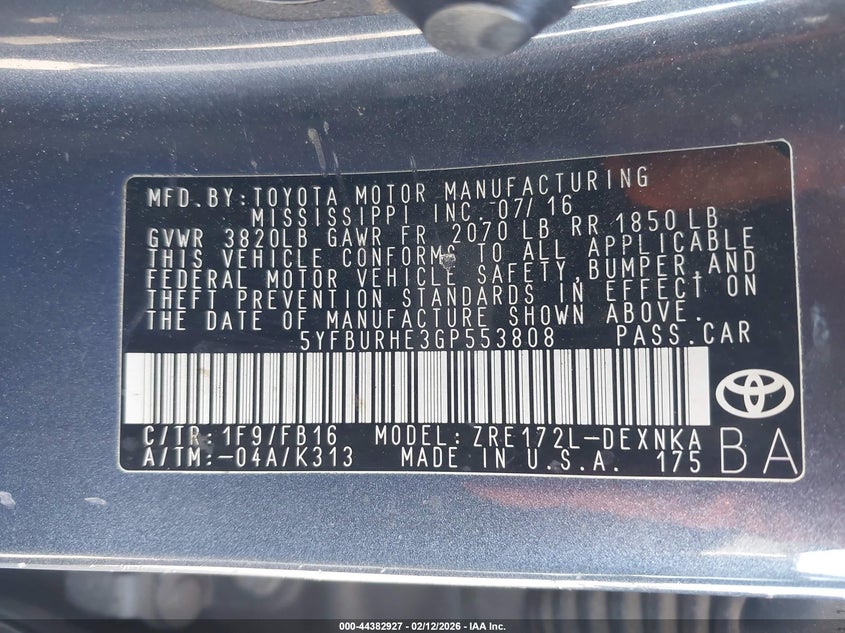 MFD.BY:TOYOTA MOTOR MANUFACTURING
MISSISSIPPI INC. 07/16
GVWR 3820LB GAWR FR 2070 LB RR 1850 LB
THIS VEHICLE CONFORMS TO ALL APPLICABLE
FEDERAL MOTOR VEHICLE SAFETY,BUMPER,AND
THEFT PREVENTION STANDARDS IN EFFECT ON
THE DATE OF MANUFACTURE SHOWN ABOVE.
5YFBURHE3GP553808 PASS.CAR
C/TR:1F9/FB16 MODEL:ZRE172L-DEXNKA
A/TM:-04A/K313 MADE IN U.S.A. 175
BA
000-44382927 - 02/12/2026 - IAA Inc.